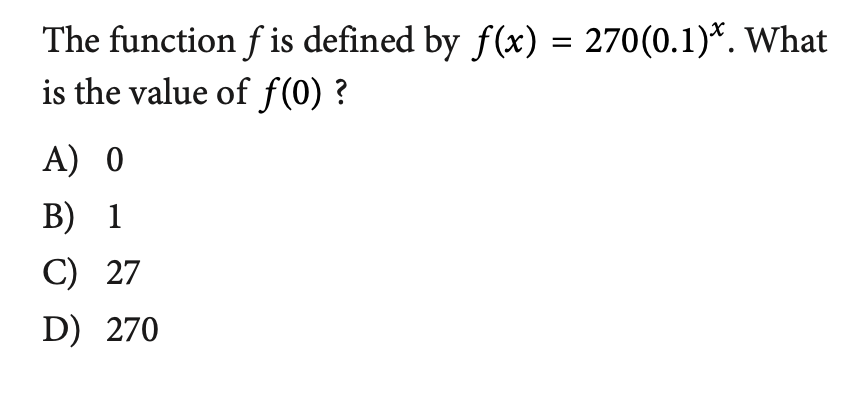 The function f is defined by f(x) = 270(0.1)ˣ. What
is the value of f(0) ?
A) 0
B) 1
C) 27
D) 270